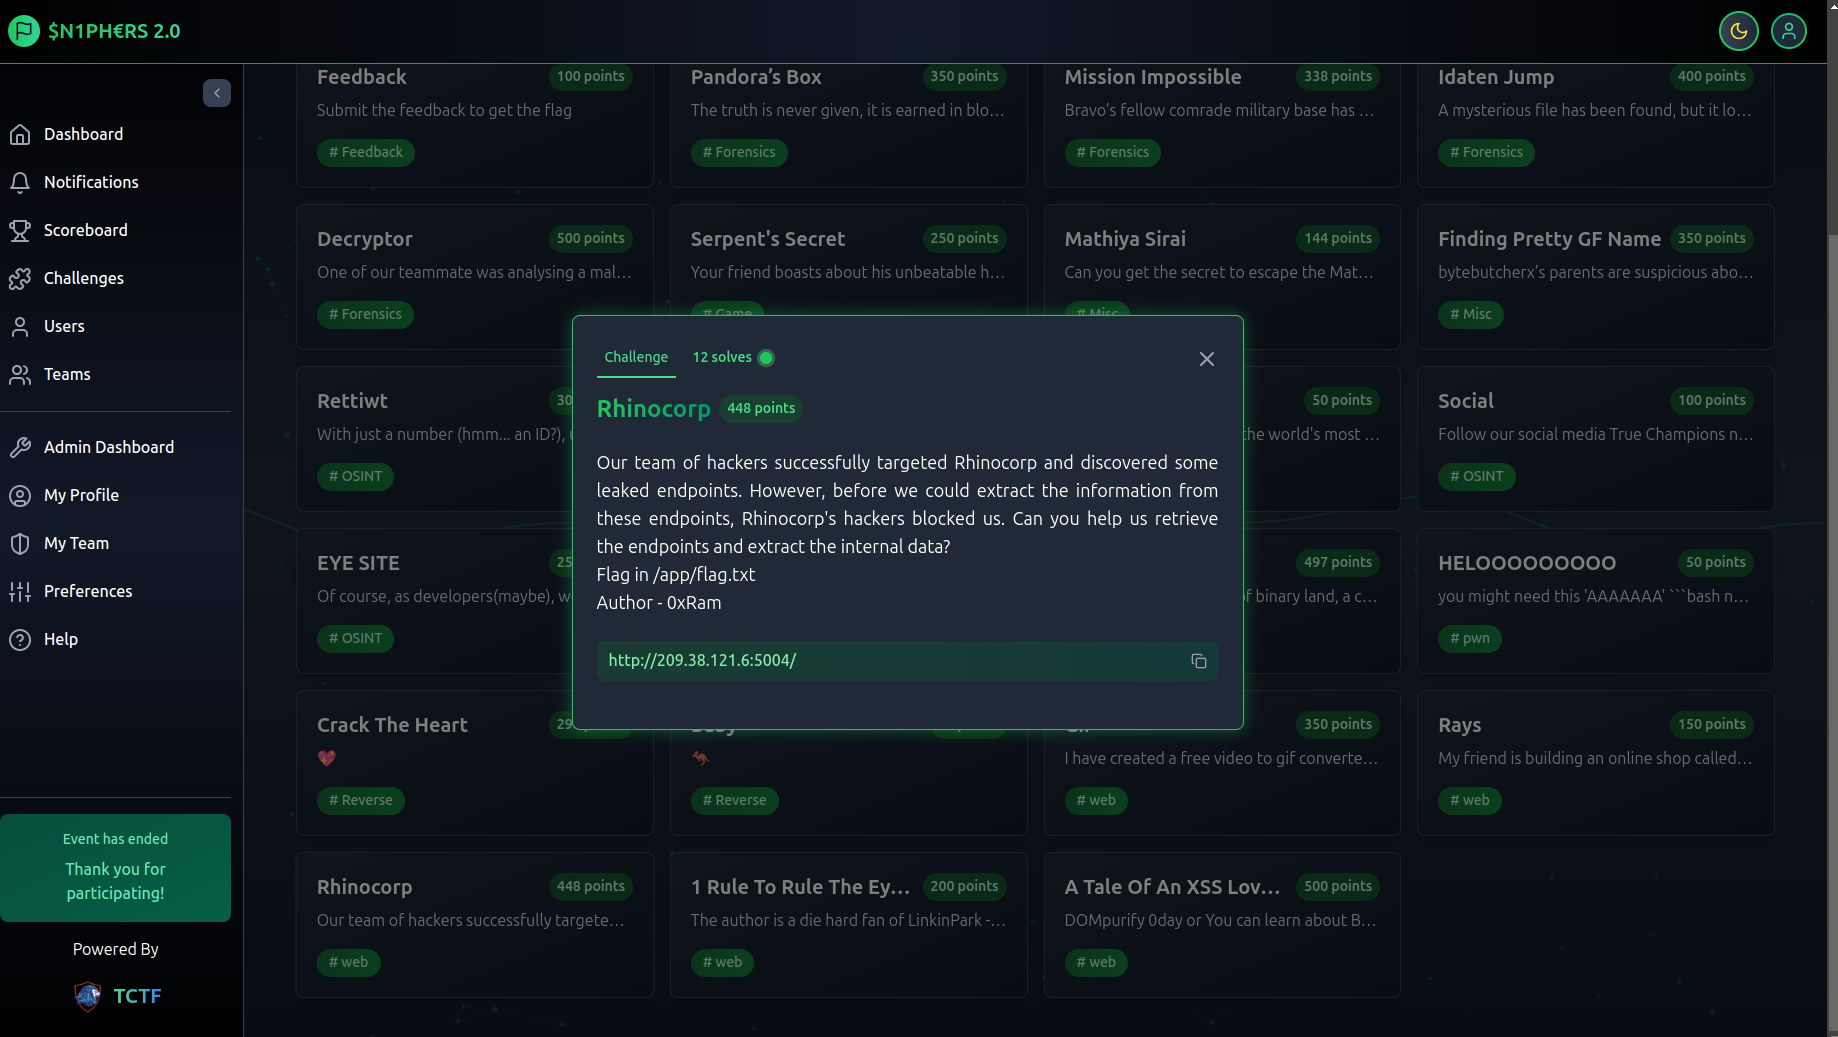 $N1PH€RS 2.0
Dashboard
Notifications
Scoreboard
Challenges
Users
Teams
Admin Dashboard
My Profile
My Team
Preferences
Help
Event has ended
Thank you for
participating!
Powered By
TCTF
Feedback 100 points
Submit the feedback to get the flag
# Feedback
Pandora’s Box 350 points
The truth is never given, it is earned in blo...
# Forensics
Mission Impossible 338 points
Bravo's fellow comrade military base has ...
# Forensics
Idaten Jump 400 points
A mysterious file has been found, but it lo...
# Forensics
Decryptor 500 points
One of our teammate was analysing a mal...
# Forensics
Serpent's Secret 250 points
Your friend boasts about his unbeatable h...
# Game
Mathiya Sirai 144 points
Can you get the secret to escape the Mat...
# Misc
Finding Pretty GF Name 350 points
bytebutcherx’s parents are suspicious abo...
# Misc
Rettiwt 30
With just a number (hmm... an ID?), u
# OSINT
50 points
the world's most ...
Social 100 points
Follow our social media True Champions n...
# OSINT
EYE SITE 25
Of course, as developers(maybe), w
# OSINT
497 points
of binary land, a c...
HELOOOOOOOOO 50 points
you might need this 'AAAAAAA' ```bash n...
# pwn
Challenge 12 solves
Rhinocorp 448 points
Our team of hackers successfully targeted Rhinocorp and discovered some
leaked endpoints. However, before we could extract the information from
these endpoints, Rhinocorp's hackers blocked us. Can you help us retrieve
the endpoints and extract the internal data?
Flag in /app/flag.txt
Author - 0xRam
http://209.38.121.6:5004/
Crack The Heart 29
# Reverse
# Reverse
350 points
I have created a free video to gif converte...
# web
Rays 150 points
My friend is building an online shop called...
# web
Rhinocorp 448 points
Our team of hackers successfully targete...
# web
1 Rule To Rule The Ey... 200 points
The author is a die hard fan of LinkinPark -...
# web
A Tale Of An XSS Lov... 500 points
DOMpurify 0day or You can learn about B...
# web